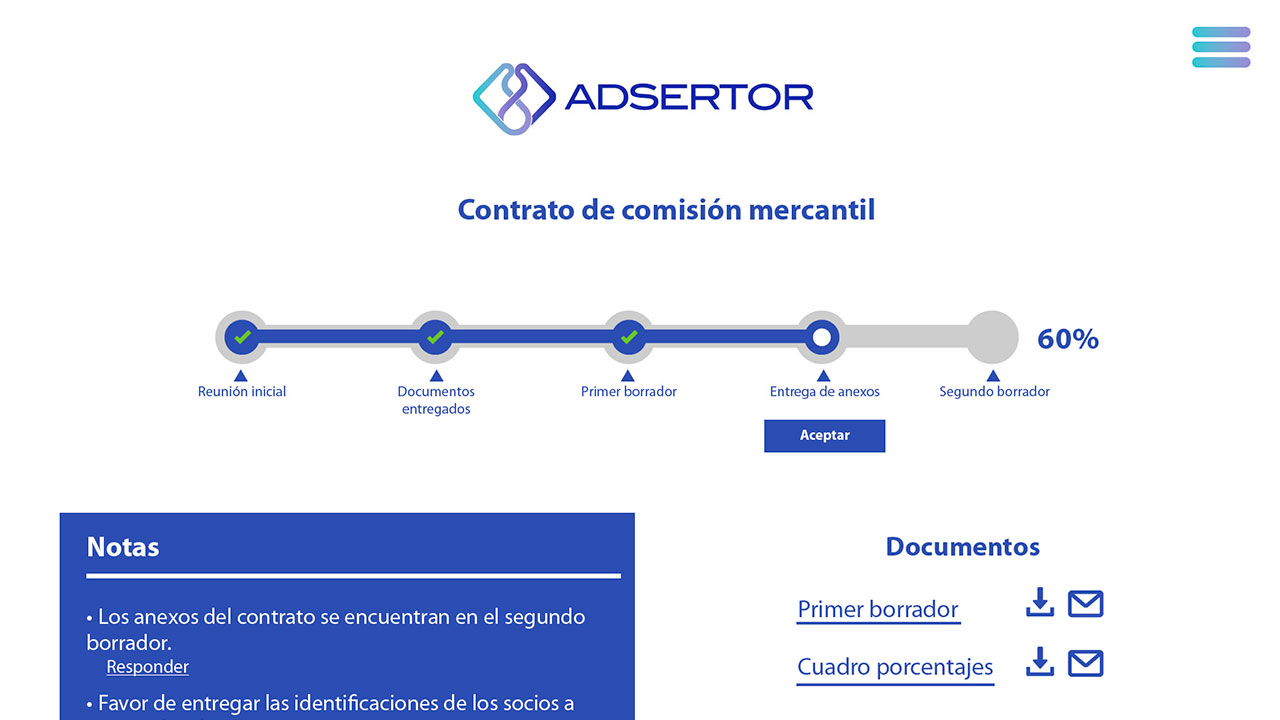 ADSERTOR
Contrato de comisión mercantil
60%
Reunión inicial
Documentos
entregados
Primer borrador
Entrega de anexos
Segundo borrador
Aceptar
Notas
• Los anexos del contrato se encuentran en el segundo
borrador.
Responder
• Favor de entregar las identificaciones de los socios a
Documentos
Primer borrador
Cuadro porcentajes